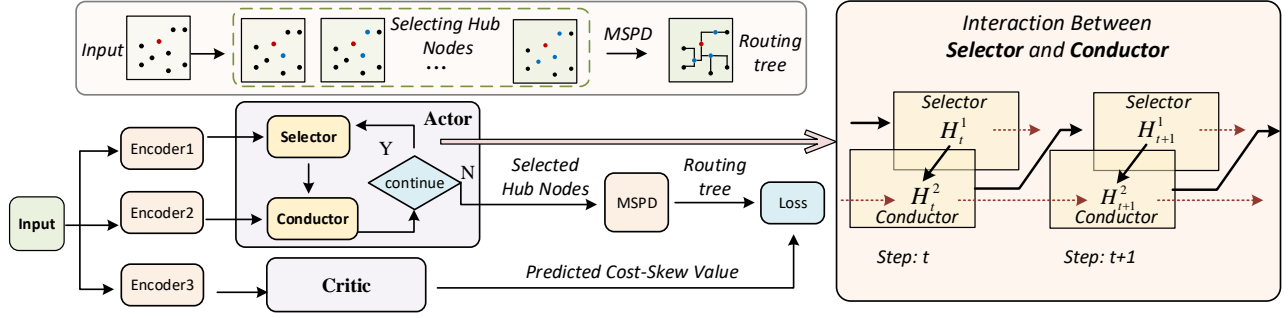 Input
Selecting Hub
Nodes
...
MSPD
Routing
tree
Input
Encoder1
Encoder2
Encoder3
Actor
Selector
Conductor
Y
continue
N
Critic
Selected
Hub Nodes
MSPD
Routing
tree
Loss
Predicted Cost-Skew Value
Interaction Between
Selector and Conductor
Selector
H_t^1
H_t^2
Conductor
Step: t
Selector
H_{t+1}^1
H_{t+1}^2
Conductor
Step: t+1